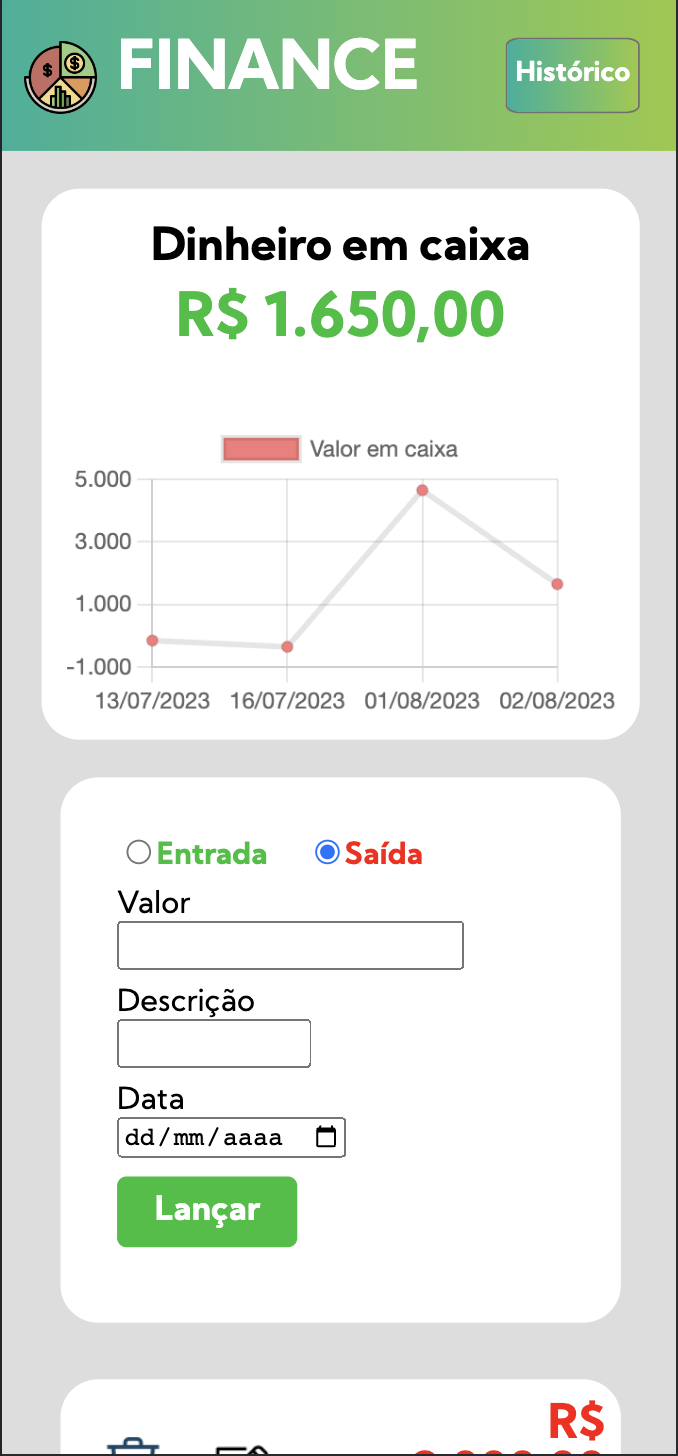 FINANCE
Histórico
Dinheiro em caixa
R$ 1.650,00
Valor em caixa
5.000
3.000
1.000
-1.000
13/07/2023 16/07/2023 01/08/2023 02/08/2023
Entrada Saída
Valor
Descrição
Data
dd/mm/aaaa
Lançar
R$